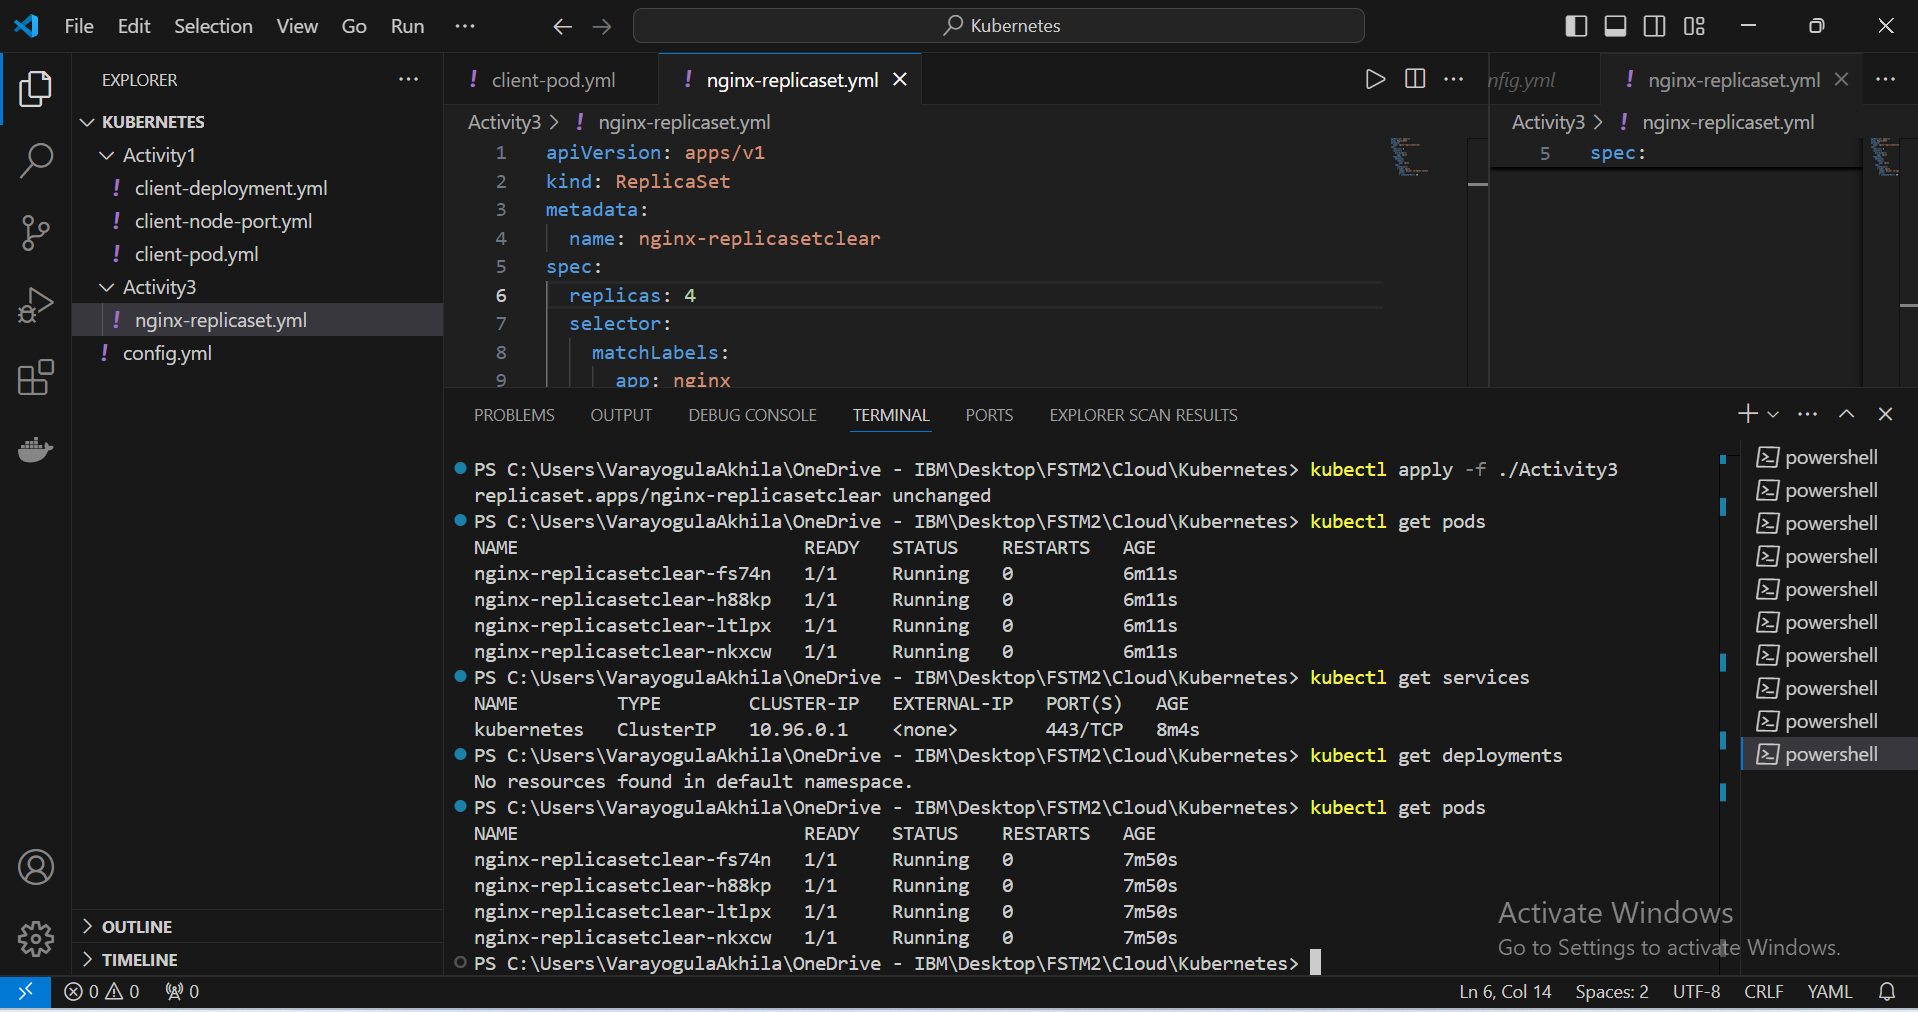 File Edit Selection View Go Run ··· Kubernetes
EXPLORER
KUBERNETES
Activity1
! client-deployment.yml
! client-node-port.yml
! client-pod.yml
Activity3
! nginx-replicaset.yml
! config.yml
OUTLINE
TIMELINE
! client-pod.yml ! nginx-replicaset.yml
Activity3 > ! nginx-replicaset.yml
1 apiVersion: apps/v1
2 kind: ReplicaSet
3 metadata:
4 name: nginx-replicasetclear
5 spec:
6 replicas: 4
7 selector:
8 matchLabels:
9 app: nginx
nfig.yml ! nginx-replicaset.yml
Activity3 > ! nginx-replicaset.yml
5 spec:
PROBLEMS OUTPUT DEBUG CONSOLE TERMINAL PORTS EXPLORER SCAN RESULTS
PS C:\Users\VarayogulaAkhila\OneDrive - IBM\Desktop\FSTM2\Cloud\Kubernetes> kubectl apply -f ./Activity3
replicaset.apps/nginx-replicasetclear unchanged
PS C:\Users\VarayogulaAkhila\OneDrive - IBM\Desktop\FSTM2\Cloud\Kubernetes> kubectl get pods
NAME READY STATUS RESTARTS AGE
nginx-replicasetclear-fs74n 1/1 Running 0 6m11s
nginx-replicasetclear-h88kp 1/1 Running 0 6m11s
nginx-replicasetclear-ltlpx 1/1 Running 0 6m11s
nginx-replicasetclear-nkxcw 1/1 Running 0 6m11s
PS C:\Users\VarayogulaAkhila\OneDrive - IBM\Desktop\FSTM2\Cloud\Kubernetes> kubectl get services
NAME TYPE CLUSTER-IP EXTERNAL-IP PORT(S) AGE
kubernetes ClusterIP 10.96.0.1 <none> 443/TCP 8m4s
PS C:\Users\VarayogulaAkhila\OneDrive - IBM\Desktop\FSTM2\Cloud\Kubernetes> kubectl get deployments
No resources found in default namespace.
PS C:\Users\VarayogulaAkhila\OneDrive - IBM\Desktop\FSTM2\Cloud\Kubernetes> kubectl get pods
NAME READY STATUS RESTARTS AGE
nginx-replicasetclear-fs74n 1/1 Running 0 7m50s
nginx-replicasetclear-h88kp 1/1 Running 0 7m50s
nginx-replicasetclear-ltlpx 1/1 Running 0 7m50s
nginx-replicasetclear-nkxcw 1/1 Running 0 7m50s
PS C:\Users\VarayogulaAkhila\OneDrive - IBM\Desktop\FSTM2\Cloud\Kubernetes>
powershell
powershell
powershell
powershell
powershell
powershell
powershell
powershell
powershell
powershell
Activate Windows
Go to Settings to activate Windows.
0 0 0 Ln 6, Col 14 Spaces: 2 UTF-8 CRLF YAML